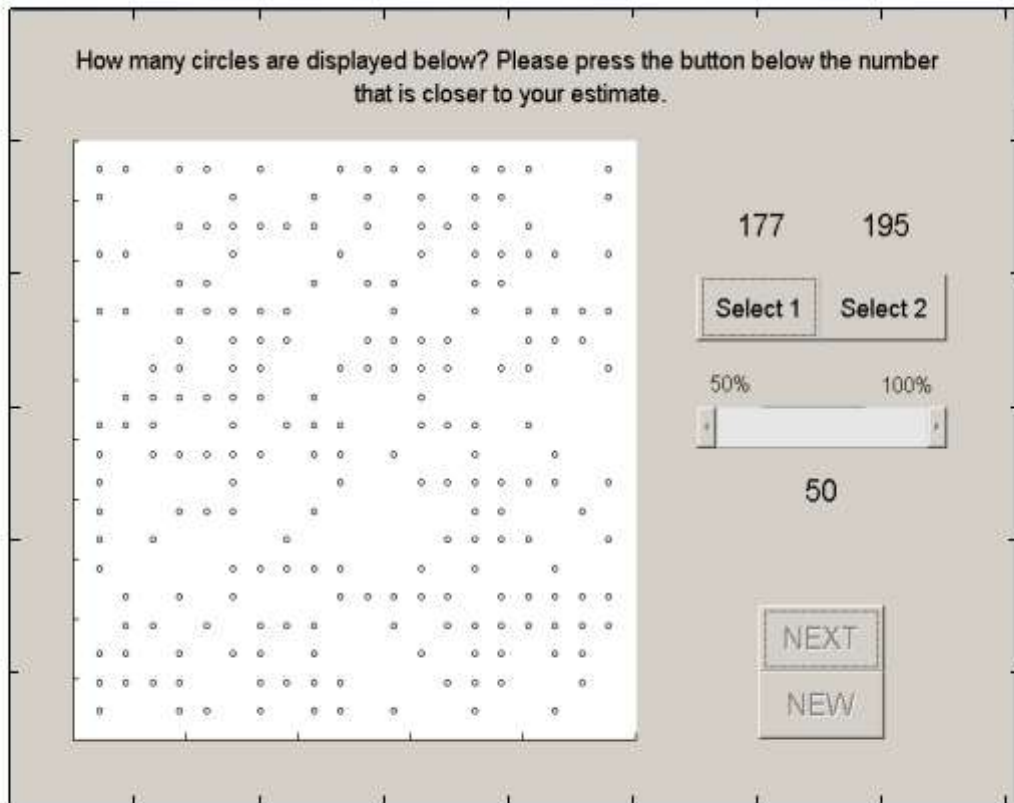 How many circles are displayed below? Please press the button below the number
that is closer to your estimate.
177 195
Select 1 Select 2
50% 100%
50
NEXT
NEW